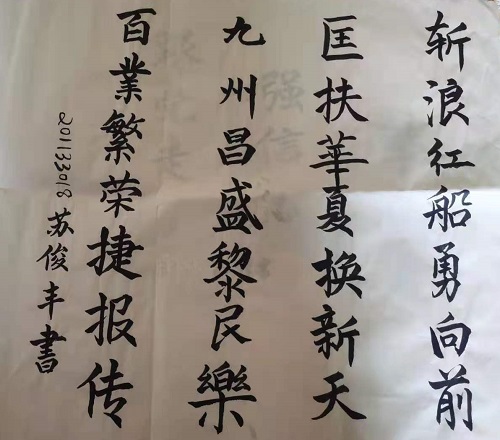 斩浪红船勇向前
匡扶華夏换新天
九州昌盛黎民樂
百業繁荣捷报传
201133018 苏俊丰書